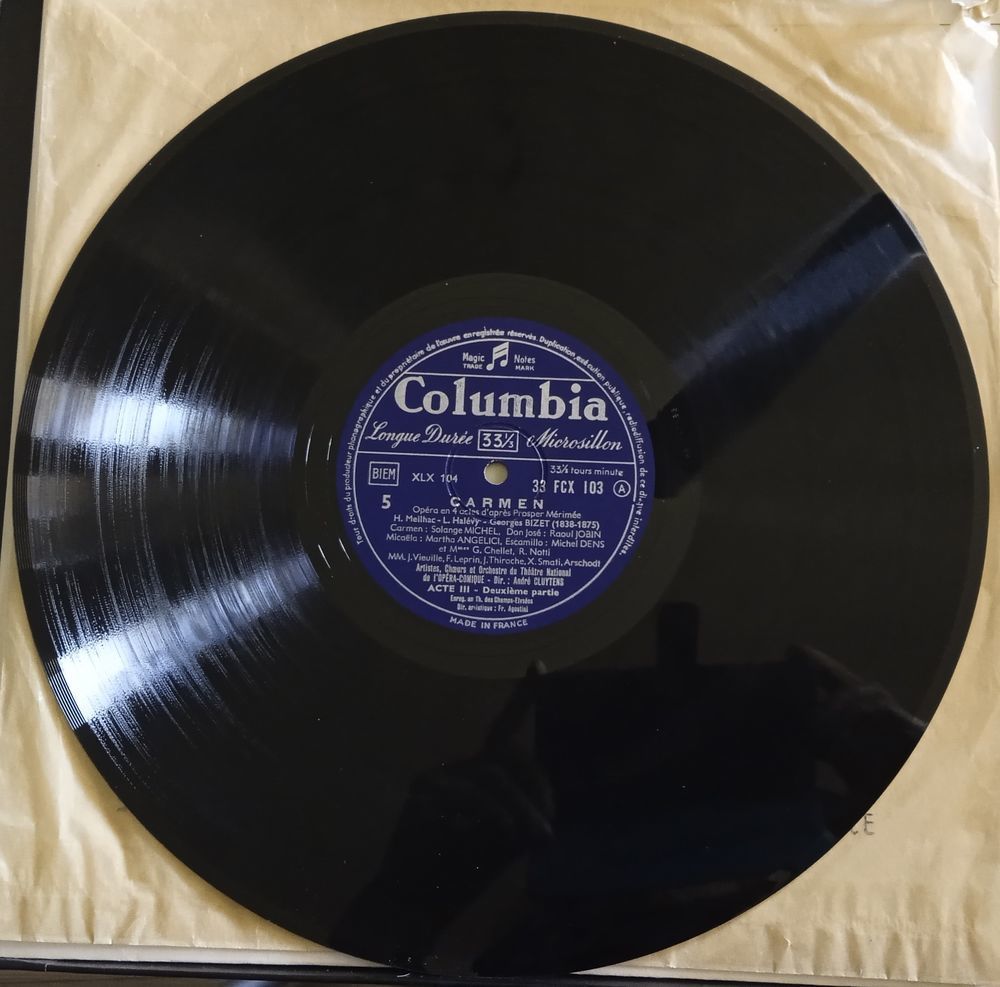 Tous droits du producteur phonographique et du propriétaire de l'œuvre enregistrée réservés. Duplication exécution publique radiodiffusion de ce disque interdites.
Magic Notes
TRADE MARK
Columbia
Longue Durée 33⅓ Microsillon
BIEM XLX 104 33⅓ tours minute
33 FCX 103 A
5 CARMEN
Opéra en 4 actes d'après Prosper Mérimée
H. Meilhac - L. Halévy - Georges BIZET (1838-1875)
Carmen : Solange MICHEL, Don José : Raoul JOBIN
Micaëla : Martha ANGELICI, Escamillo : Michel DENS
et Mmes G. Chellet, R. Notti
MM. J. Vieuille, F. Leprin, J. Thirache, X. Smati, Arschodt
Artistes, Chœurs et Orchestre du Théâtre National
de l'OPÉRA-COMIQUE - Dir. : André CLUYTENS
ACTE III - Deuxième partie
Enreg. au Th. des Champs-Elysées
Dir. artistique : Fr. Agostini
MADE IN FRANCE